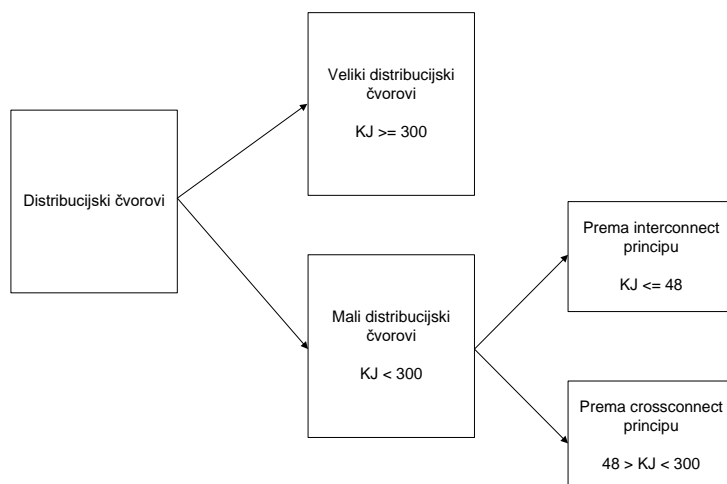 Distribucijski čvorovi
Veliki distribucijski
čvorovi
KJ >= 300
Mali distribucijski
čvorovi
KJ < 300
Prema interconnect
principu
KJ <= 48
Prema crossconnect
principu
48 > KJ < 300